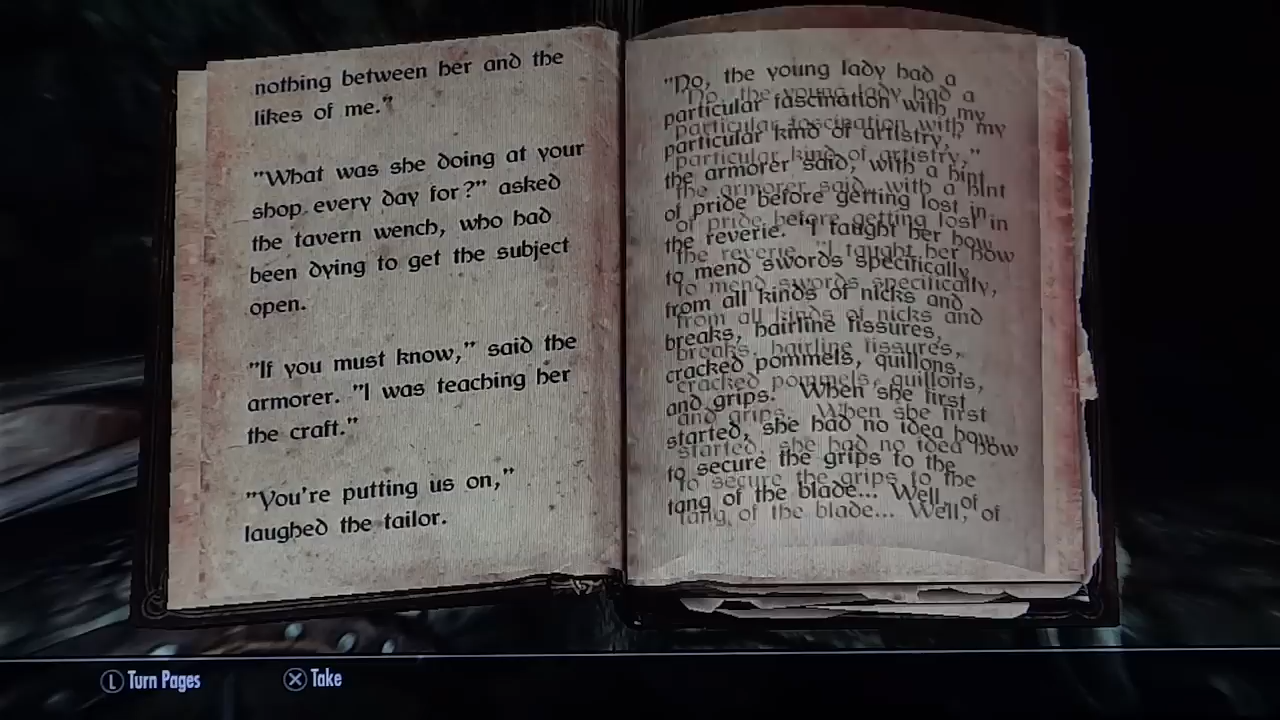 nothing between her and the
likes of me."
"What was she doing at your
shop every day for?" asked
the tavern wench, who had
been dying to get the subject
open.
"If you must know," said the
armorer. "I was teaching her
the craft."
"You're putting us on,"
laughed the tailor.
"No, the young lady had a
particular fascination with my
particular kind of artistry,"
the armorer said, with a hint
of pride before getting lost in
the reverie. "I taught her how
to mend swords specifically,
from all kinds of nicks and
breaks, hairline fissures,
cracked pommels, quillons,
and grips. When she first
started, she had no idea how
to secure the grips to the
tang of the blade... Well, of
L Turn Pages
X Take